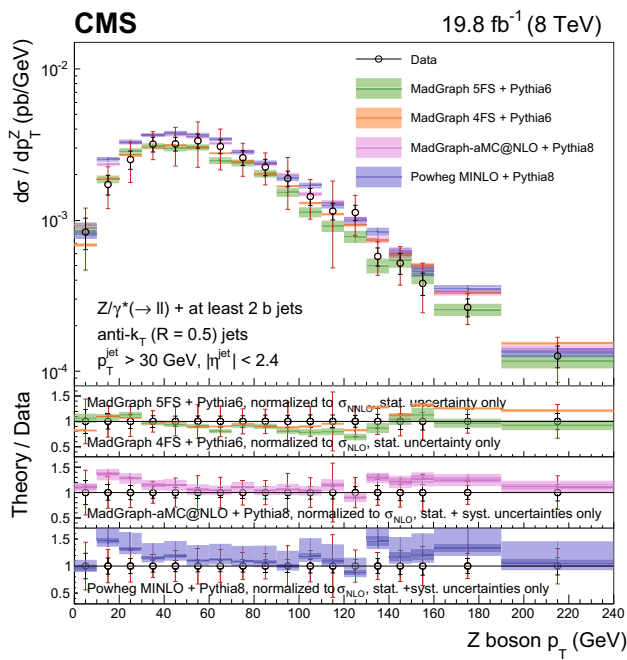 CMS
19.8 fb⁻¹ (8 TeV)
dσ / dp_T^Z (pb/GeV)
10⁻²
10⁻³
10⁻⁴
Data
MadGraph 5FS + Pythia6
MadGraph 4FS + Pythia6
MadGraph-aMC@NLO + Pythia8
Powheg MINLO + Pythia8
Z/γ*(→ ll) + at least 2 b jets
anti-k_T (R = 0.5) jets
p_T^jet > 30 GeV, |η^jet| < 2.4
Theory / Data
1.5
1
0.5
MadGraph 5FS + Pythia6, normalized to σ_NNLO, stat. uncertainty only
MadGraph 4FS + Pythia6, normalized to σ_NLO, stat. uncertainty only
1.5
1
0.5
MadGraph-aMC@NLO + Pythia8, normalized to σ_NLO, stat. + syst. uncertainties only
1.5
1
0.5
Powheg MINLO + Pythia8, normalized to σ_NLO, stat. +syst. uncertainties only
0 20 40 60 80 100 120 140 160 180 200 220 240
Z boson p_T (GeV)